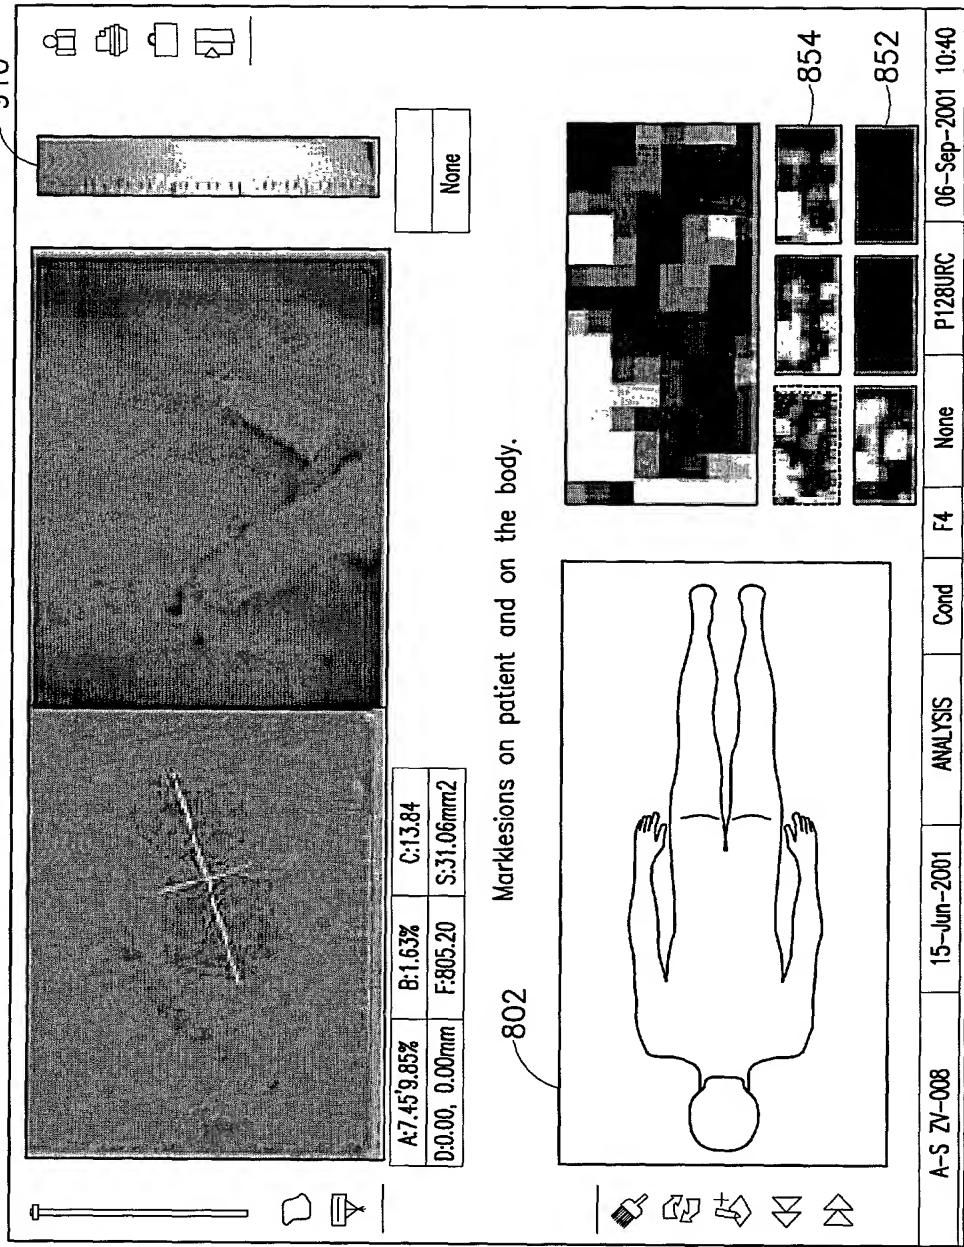 None
A:7.45'9.85% B:1.63% C:13.84
D:0.00, 0.00mm F:805.20 S:31.06mm2
Marklesions on patient and on the body.
802
854
852
A-S ZV-008 15-Jun-2001 ANALYSIS Cond F4 None P128URC 06-Sep-2001 10:40